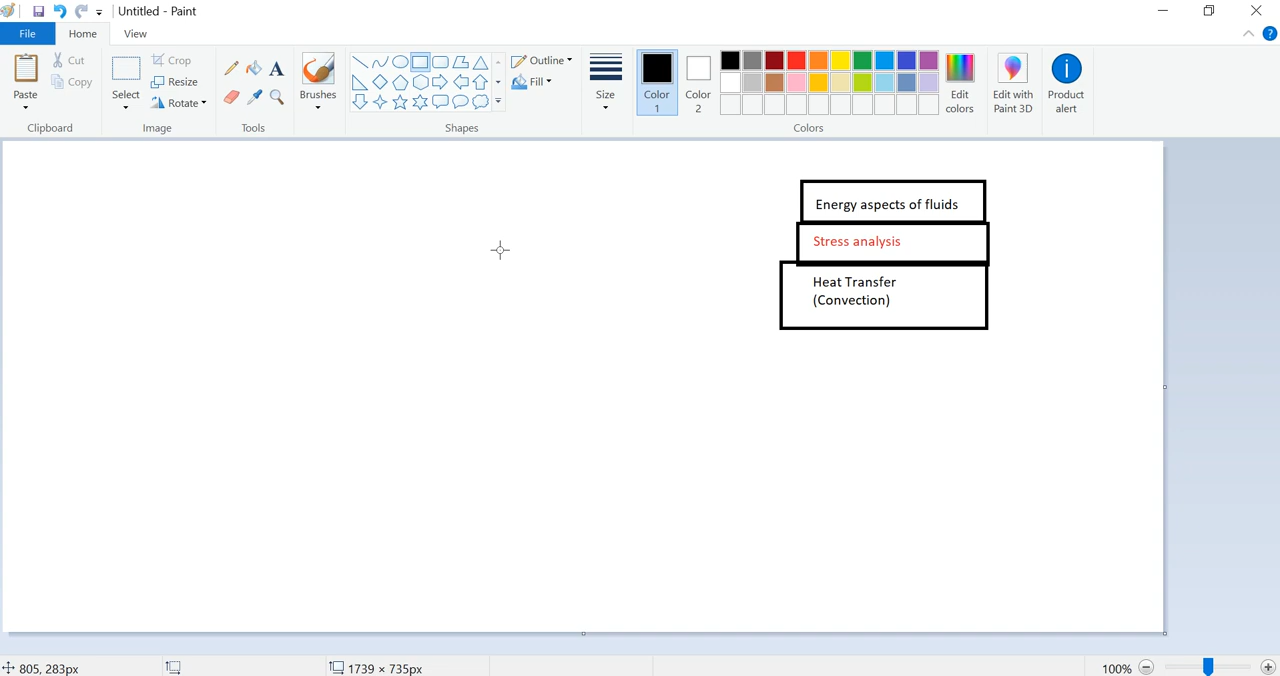 Untitled - Paint
File
Home
View
Paste
Cut
Copy
Clipboard
Select
Crop
Resize
Rotate
Image
A
Tools
Brushes
Shapes
Outline
Fill
Size
Color
1
Color
2
Colors
Edit
colors
Edit with
Paint 3D
Product
alert
Energy aspects of fluids
Stress analysis
Heat Transfer
(Convection)
805, 283px
1739 × 735px
100%